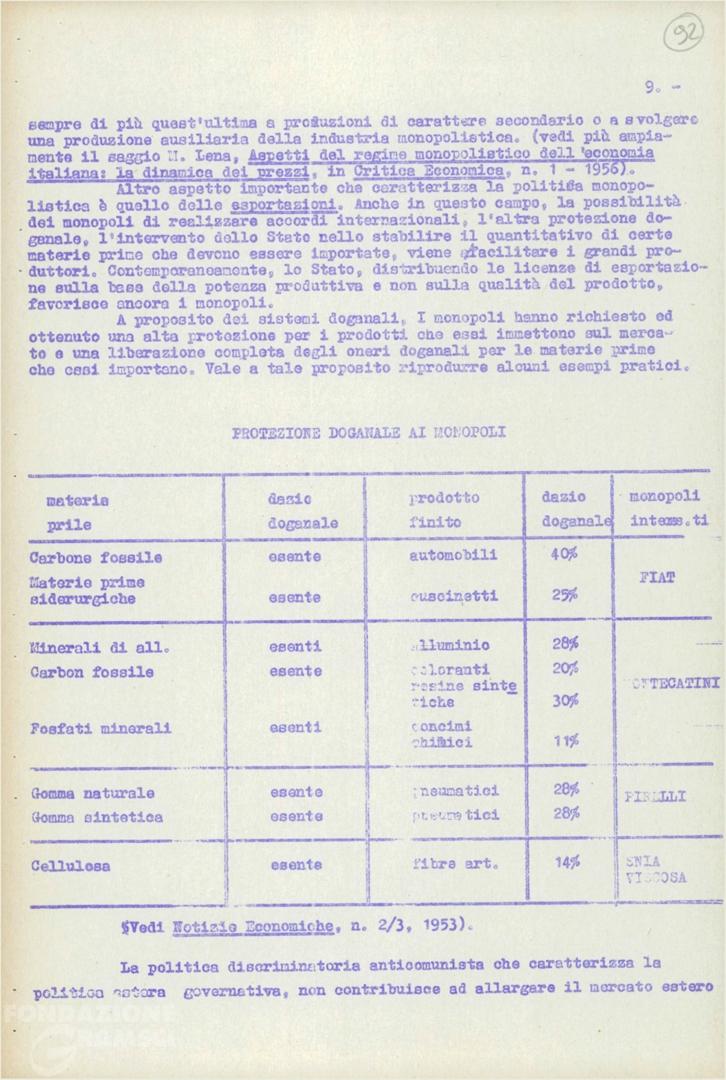 92
9. -
sempre di più quest'ultima a produzioni di carattere secondario o a svolgere
una produzione ausiliaria della industria monopolistica. (vedi più ampia-
mente il saggio M. Lena, Aspetti del regime monopolistico dell'economia
italiana: la dinamica dei prezzi, in Critica Economica, n. 1 - 1956).
Altro aspetto importante che caratterizza la politica monopo-
listica è quello delle esportazioni. Anche in questo campo, la possibilità
dei monopoli di realizzare accordi internazionali, l'altra protezione do-
ganale, l'intervento dello Stato nello stabilire il quantitativo di certe
materie prime che devono essere importate, viene facilitare i grandi pro-
duttori. Contemporaneamente, lo Stato, distribuendo le licenze di esportazio-
ne sulla base della potenza produttiva e non sulla qualità del prodotto,
favorisce ancora i monopoli.
A proposito dei sistemi doganali. I monopoli hanno richiesto ed
ottenuto una alta protezione per i prodotti che essi immettono sul merca-
to e una liberazione completa degli oneri doganali per le materie prime
che essi importano. Vale a tale proposito riprodurre alcuni esempi pratici.
PROTEZIONE DOGANALE AI MONOPOLI
materia dazio prodotto dazio monopoli
prile doganale finito doganale
Carbone fossile esente automobili 40%
FIAT
Materie prime
siderurgiche esente cuscinetti 25%
Minerali di all. esenti alluminio 28%
Carbon fossile esente coloranti 20%
resine sinte MONTECATINI
tiche 30%
Fosfati minerali esenti concimi
chimici 11%
Gomma naturale esente pneumatici 28% PIRELLI
Gomma sintetica esente pneumatici 28%
Cellulosa esente fibre art. 14% SNIA
VISCOSA
§Vedi Notizie Economiche, n. 2/3, 1953).
La politica discriminatoria anticomunista che caratterizza la
politica estera governativa, non contribuisce ad allargare il mercato estero
FONDAZIONE
GRAMSCI